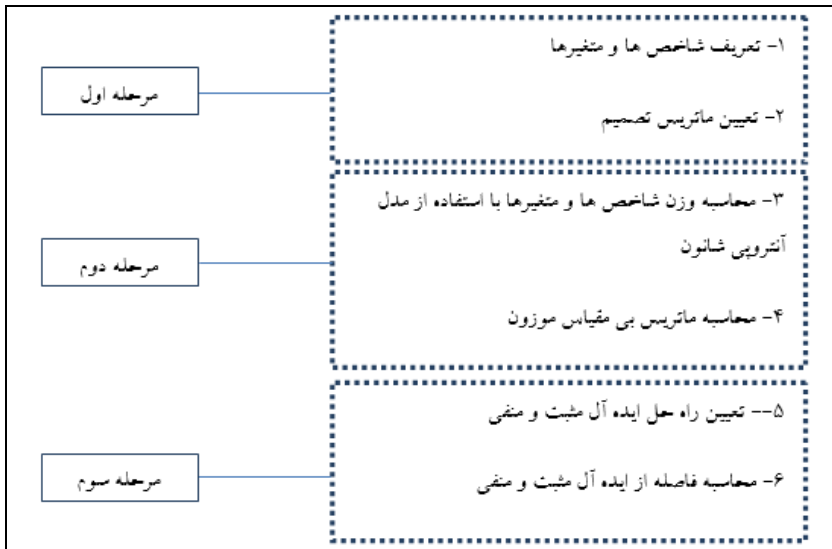 مرحله اول
۱- تعریف شاخص ها و متغیرها
۲- تعیین ماتریس تصمیم
مرحله دوم
۳- محاسبه وزن شاخص ها و متغیرها با استفاده از مدل
آنتروپی شانون
۴- محاسبه ماتریس بی مقیاس موزون
مرحله سوم
۵-- تعیین راه حل ایده آل مثبت و منفی
۶- محاسبه فاصله از ایده آل مثبت و منفی